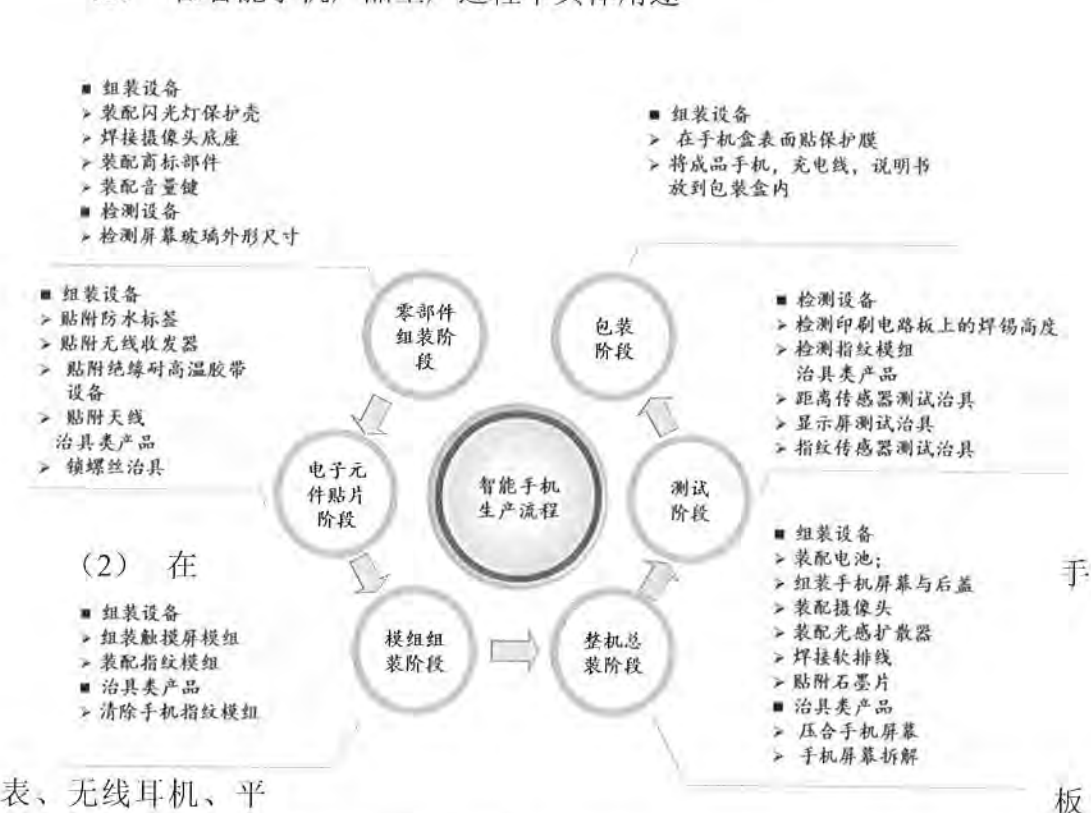 ■ 组装设备
➢ 装配闪光灯保护壳
➢ 焊接摄像头底座
➢ 装配商标部件
➢ 装配音量键
■ 检测设备
➢ 检测屏幕玻璃外形尺寸
■ 组装设备
➢ 在手机盒表面贴保护膜
➢ 将成品手机，充电线，说明书
放到包装盒内
■ 组装设备
➢ 贴附防水标签
➢ 贴附无线收发器
➢ 贴附绝缘耐高温胶带
设备
➢ 贴附天线
治具类产品
➢ 锁螺丝治具
零部件
组装阶
段
包装
阶段
■ 检测设备
➢ 检测印刷电路板上的焊锡高度
➢ 检测指纹模组
治具类产品
➢ 距离传感器测试治具
➢ 显示屏测试治具
➢ 指纹传感器测试治具
电子元
件贴片
阶段
智能手机
生产流程
测试
阶段
（2） 在
手
■ 组装设备
➢ 组装触摸屏模组
➢ 装配指纹模组
■ 治具类产品
➢ 清除手机指纹模组
模组组
装阶段
整机总
装阶段
■ 组装设备
➢ 装配电池;
➢ 组装手机屏幕与后盖
➢ 装配摄像头
➢ 装配光感扩散器
➢ 焊接软排线
➢ 贴附石墨片
■ 治具类产品
➢ 压合手机屏幕
➢ 手机屏幕拆解
表、无线耳机、平
板